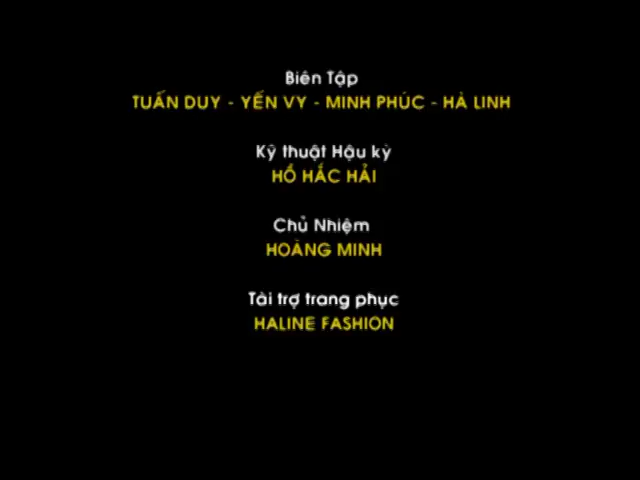 Biên Tập
TUẤN DUY - YẾN VY - MINH PHÚC - HÀ LINH
Kỹ thuật Hậu kỳ
HỒ HẮC HẢI
Chủ Nhiệm
HOÀNG MINH
Tài trợ trang phục
HALINE FASHION